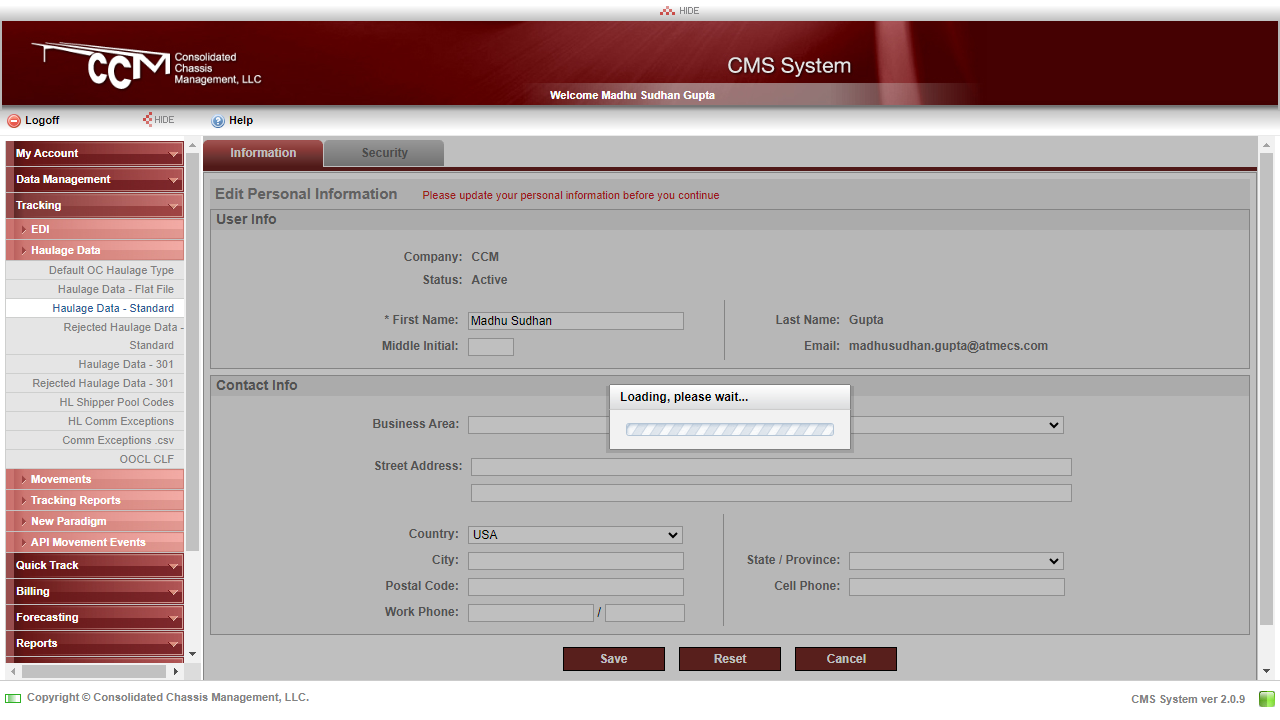 HIDE
CCM Consolidated
Chassis
Management, LLC
CMS System
Welcome Madhu Sudhan Gupta
Logoff
HIDE
Help
My Account
Data Management
Tracking
EDI
Haulage Data
Default OC Haulage Type
Haulage Data - Flat File
Haulage Data - Standard
Rejected Haulage Data -
Standard
Haulage Data - 301
Rejected Haulage Data - 301
HL Shipper Pool Codes
HL Comm Exceptions
Comm Exceptions .csv
OOCL CLF
Movements
Tracking Reports
New Paradigm
API Movement Events
Quick Track
Billing
Forecasting
Reports
Information Security
Edit Personal Information Please update your personal information before you continue
User Info
Company: CCM
Status: Active
* First Name: Madhu Sudhan Last Name: Gupta
Middle Initial: Email: madhusudhan.gupta@atmecs.com
Contact Info
Loading, please wait...
Business Area:
Street Address:
Country: USA
City: State / Province:
Postal Code: Cell Phone:
Work Phone: /
Save Reset Cancel
Copyright © Consolidated Chassis Management, LLC.
CMS System ver 2.0.9